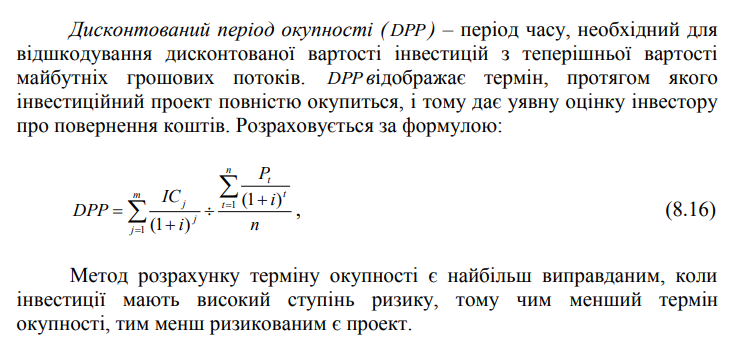 Дисконтований період окупності (DPP) – період часу, необхідний для
відшкодування дисконтованої вартості інвестицій з теперішньої вартості
майбутніх грошових потоків. DPP відображає термін, протягом якого
інвестиційний проект повністю окупиться, і тому дає уявну оцінку інвестору
про повернення коштів. Розраховується за формулою:
DPP = \sum_{j=1}^{m} \frac{IC_j}{(1+i)^j} ÷ \frac{\sum_{t=1}^{n} \frac{P_t}{(1+i)^t}}{n}, (8.16)
Метод розрахунку терміну окупності є найбільш виправданим, коли
інвестиції мають високий ступінь ризику, тому чим менший термін
окупності, тим менш ризикованим є проект.